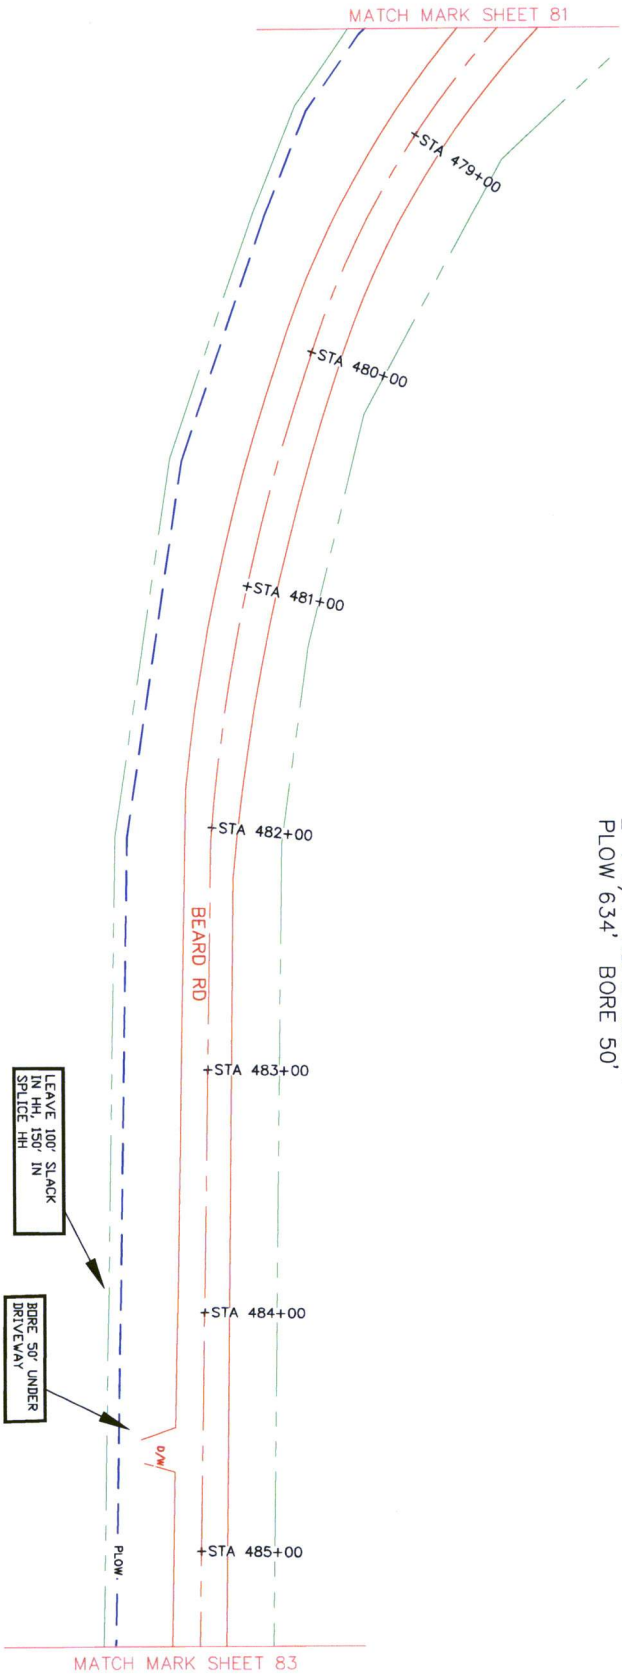 MATCH MARK SHEET 81
+STA 479+00
+STA 480+00
+STA 481+00
+STA 482+00
PLOW 634' BORE 50'
BEARD RD
+STA 483+00
LEAVE 100' SLACK
IN HH, 150' IN
SPLICE HH
+STA 484+00
BORE 50' UNDER
DRIVEWAY
D/W
+STA 485+00
PLOW
MATCH MARK SHEET 83